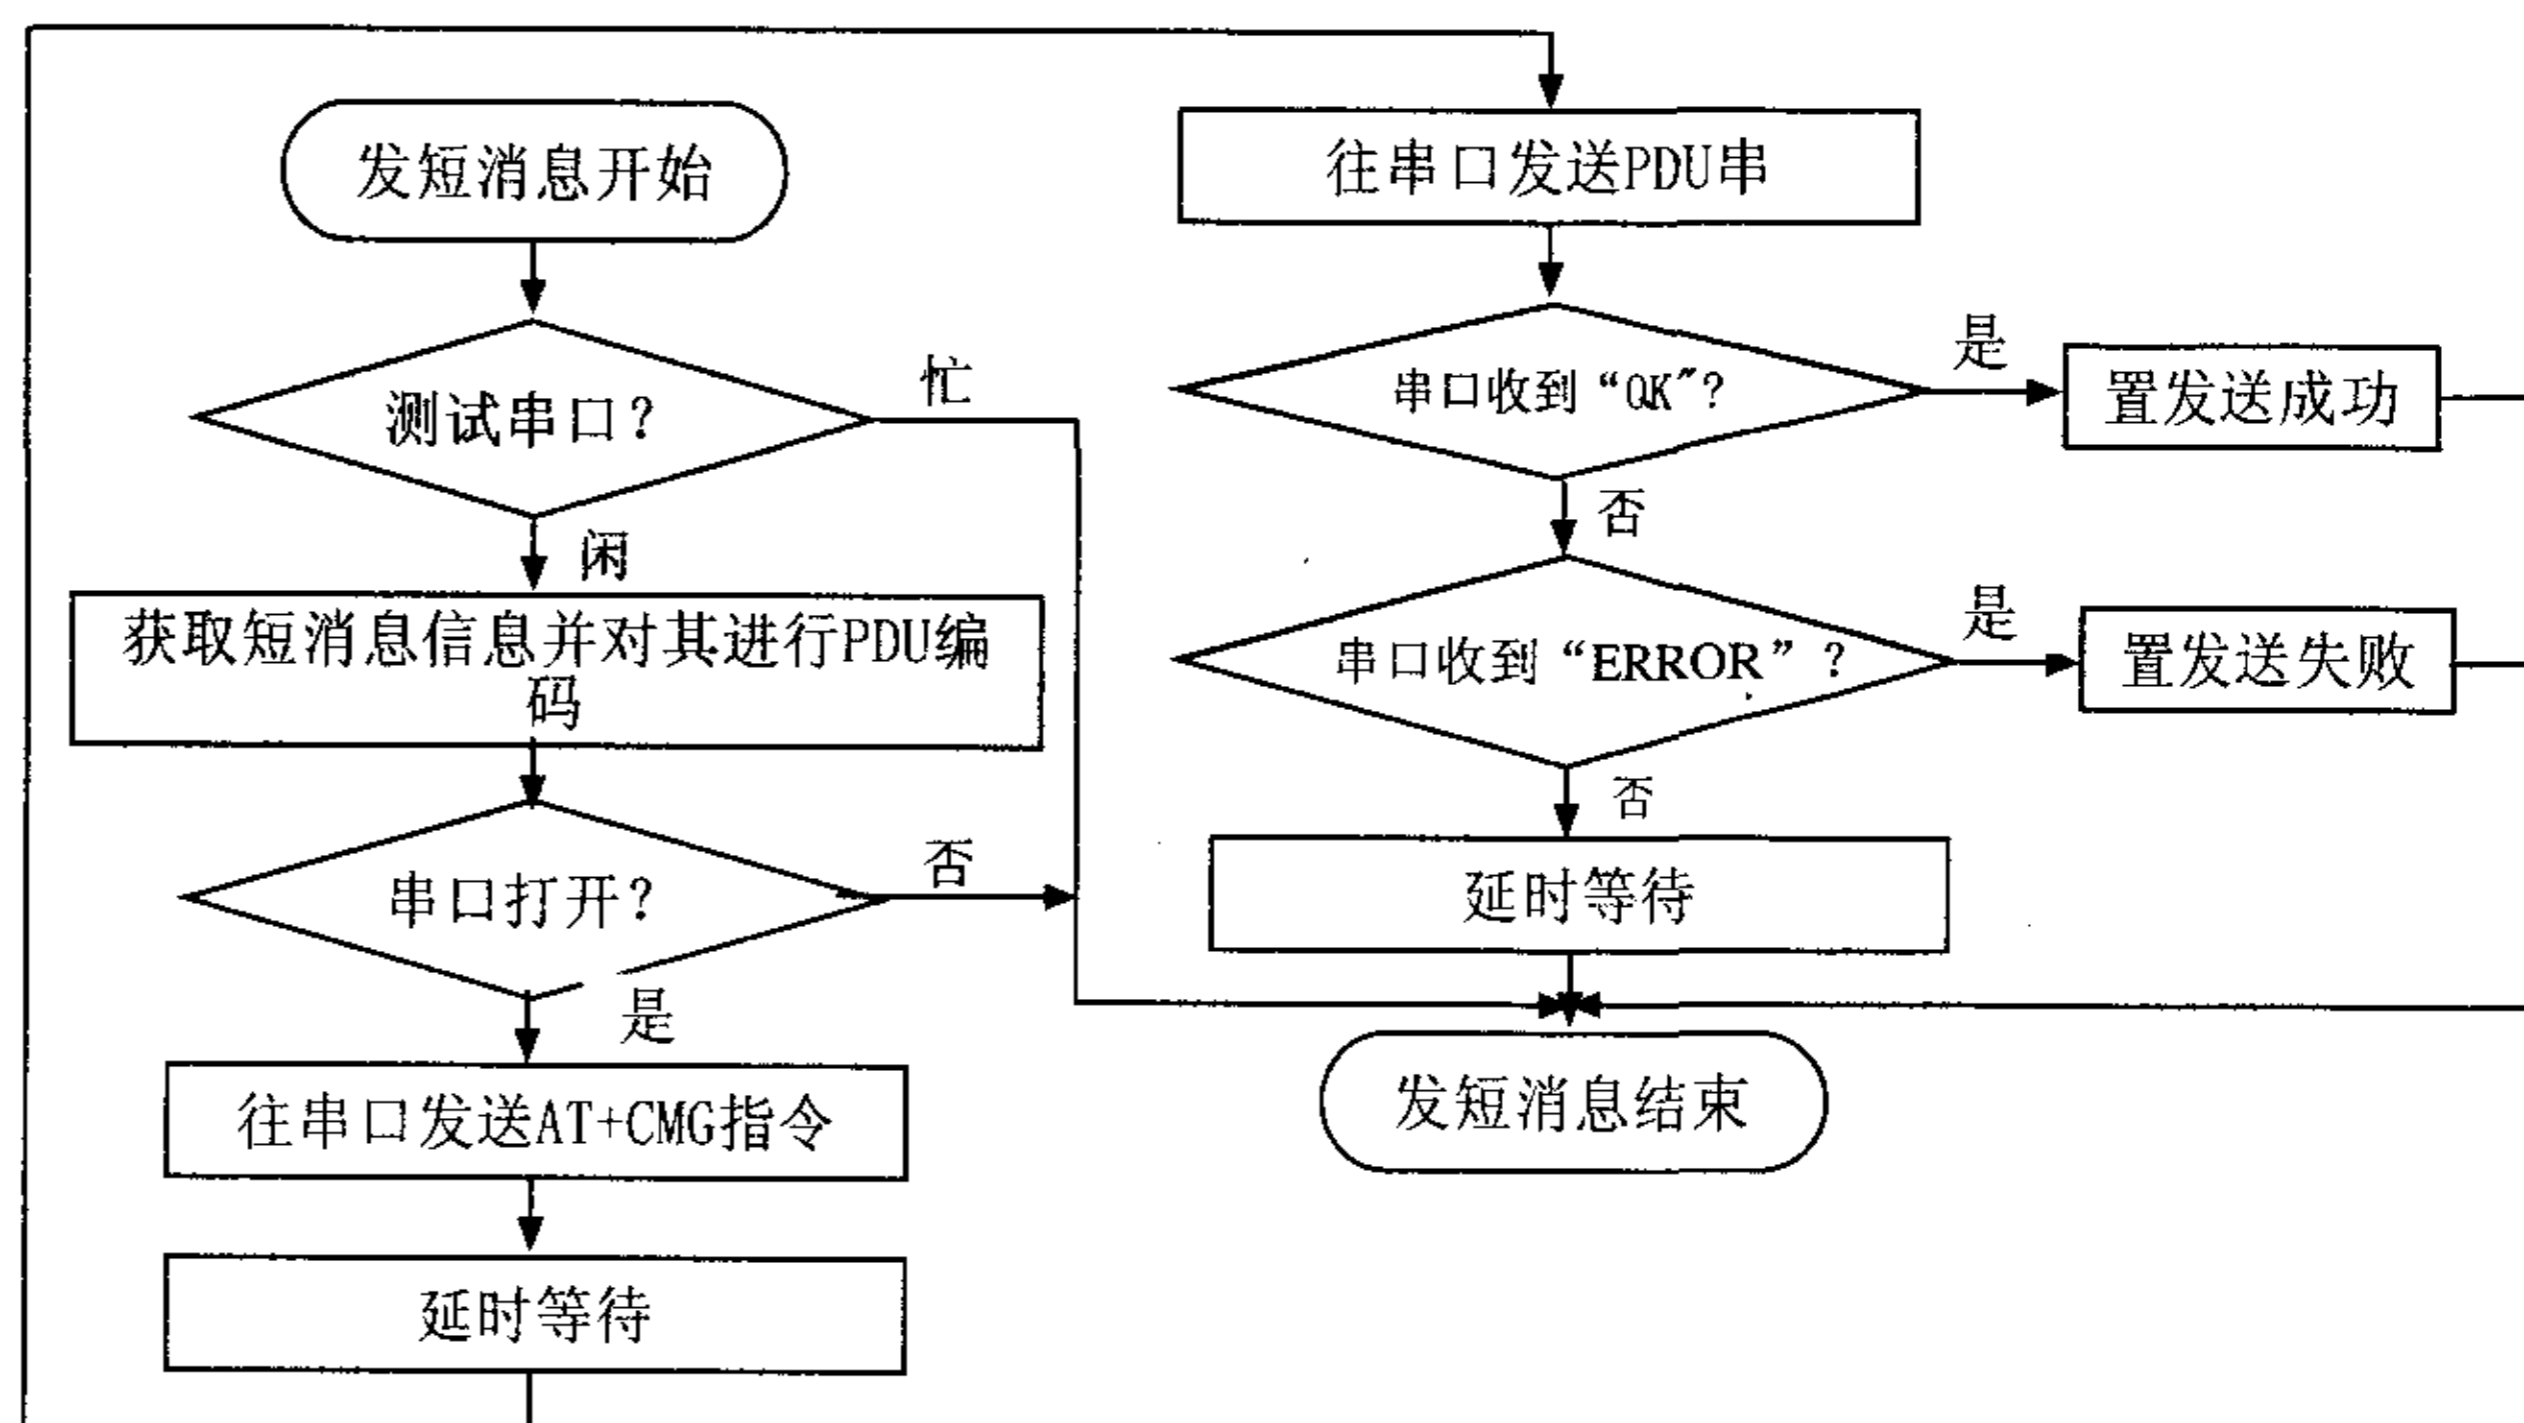 发短消息开始
测试串口?
忙
闲
获取短消息信息并对其进行PDU编
码
串口打开?
否
是
往串口发送AT+CMG指令
延时等待
往串口发送PDU串
串口收到“OK”?
是
置发送成功
否
串口收到“ERROR”?
是
置发送失败
否
延时等待
发短消息结束